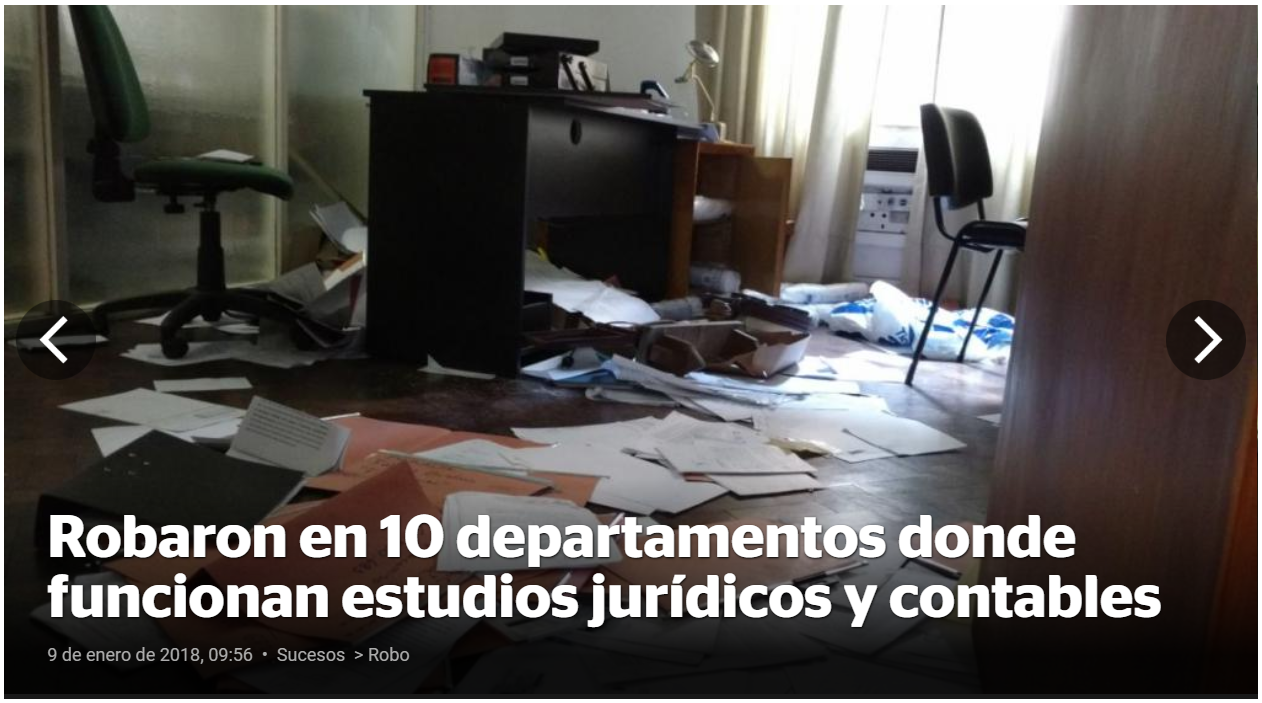 Robaron en 10 departamentos donde
funcionan estudios jurídicos y contables
9 de enero de 2018, 09:56 • Sucesos > Robo